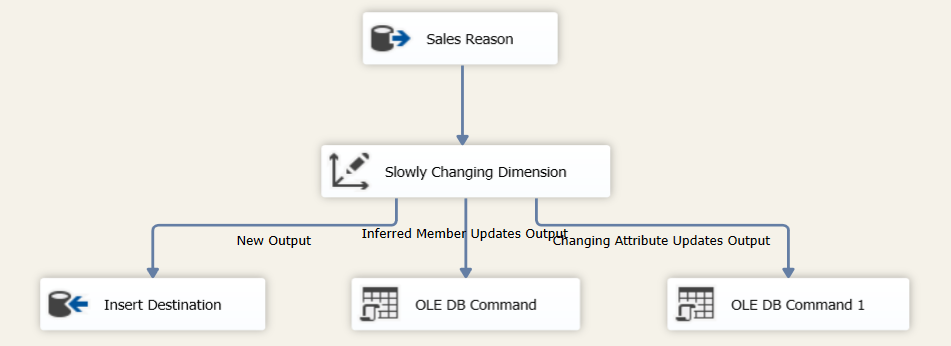 Sales Reason
Slowly Changing Dimension
New Output
Inferred Member Updates Output
Changing Attribute Updates Output
Insert Destination
OLE DB Command
OLE DB Command 1